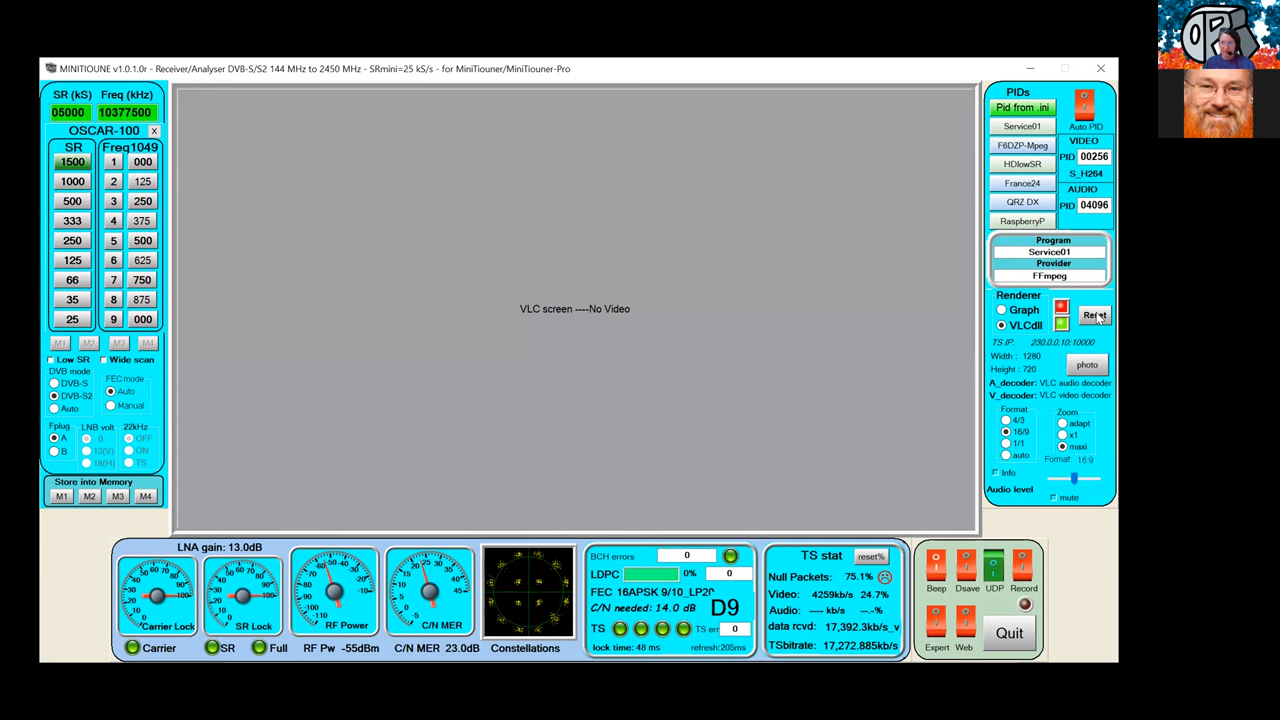 MINITIOUNE v1.0.1.0r - Receiver/Analyser DVB-S/S2 144 MHz to 2450 MHz - SRmini=25 kS/s - for MiniTiouner/MiniTiouner-Pro
SR (kS) Freq (kHz)
05000 10377500
OSCAR-100 X
SR Freq1049
1500 1 000
1000 2 125
500 3 250
333 4 375
250 5 500
125 6 625
66 7 750
35 8 875
25 9 000
M1 M2 M3 M4
Low SR Wide scan
DVB mode
DVB-S
DVB-S2
Auto
FEC mode
Auto
Manual
Fplug
A
B
LNB volt
0
13(V)
18(H)
22kHz
OFF
ON
TS
Store into Memory
M1 M2 M3 M4
VLC screen ----No Video
PIDs
Pid from .ini
Service01
F6DZP-Mpeg
HDlowSR
France24
QRZ DX
RaspberryP
Auto PID
VIDEO
PID 00256
S_H264
AUDIO
PID 04096
Program
Service01
Provider
FFmpeg
Renderer
Graph
VLCdll
Reset
TS IP: 230.0.0.10:10000
Width : 1280
Height : 720
photo
A_decoder: VLC audio decoder
V_decoder: VLC video decoder
Format
4/3
16/9
1/1
auto
Zoom
adapt
x1
maxi
Format: 16:9
Info
Audio level
mute
LNA gain: 13.0dB
Carrier Lock
SR Lock
RF Power
C/N MER
Carrier SR Full RF Pw -55dBm C/N MER 23.0dB Constellations
BCH errors 0
LDPC 0% 0
FEC 16APSK 9/10_LP20
C/N needed: 14.0 dB D9
TS TS err 0
lock time: 48 ms refresh:205ms
TS stat reset%
Null Packets: 75.1%
Video: 4259kb/s 24.7%
Audio: ---- kb/s --.-%
data rcvd: 17,392.3kb/s_v
TSbitrate: 17,272.885kb/s
Beep Dsave UDP Record
Expert Web
Quit